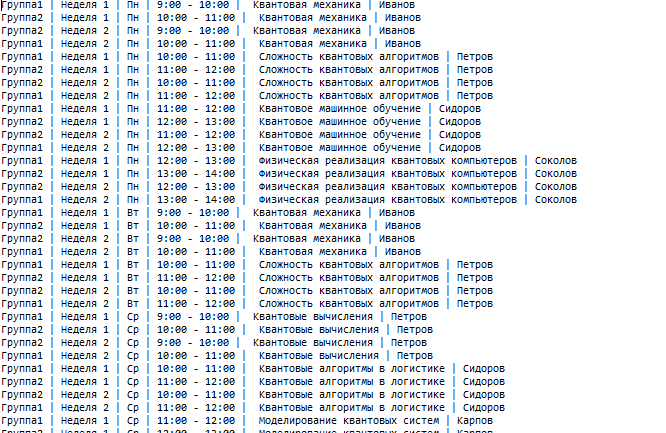 Группа1 | Неделя 1 | Пн | 9:00 - 10:00 | Квантовая механика | Иванов
Группа2 | Неделя 1 | Пн | 10:00 - 11:00 | Квантовая механика | Иванов
Группа2 | Неделя 2 | Пн | 9:00 - 10:00 | Квантовая механика | Иванов
Группа1 | Неделя 2 | Пн | 10:00 - 11:00 | Квантовая механика | Иванов
Группа1 | Неделя 1 | Пн | 10:00 - 11:00 | Сложность квантовых алгоритмов | Петров
Группа2 | Неделя 1 | Пн | 11:00 - 12:00 | Сложность квантовых алгоритмов | Петров
Группа2 | Неделя 2 | Пн | 10:00 - 11:00 | Сложность квантовых алгоритмов | Петров
Группа1 | Неделя 2 | Пн | 11:00 - 12:00 | Сложность квантовых алгоритмов | Петров
Группа1 | Неделя 1 | Пн | 11:00 - 12:00 | Квантовое машинное обучение | Сидоров
Группа2 | Неделя 1 | Пн | 12:00 - 13:00 | Квантовое машинное обучение | Сидоров
Группа2 | Неделя 2 | Пн | 11:00 - 12:00 | Квантовое машинное обучение | Сидоров
Группа1 | Неделя 2 | Пн | 12:00 - 13:00 | Квантовое машинное обучение | Сидоров
Группа1 | Неделя 1 | Пн | 12:00 - 13:00 | Физическая реализация квантовых компьютеров | Соколов
Группа2 | Неделя 1 | Пн | 13:00 - 14:00 | Физическая реализация квантовых компьютеров | Соколов
Группа2 | Неделя 2 | Пн | 12:00 - 13:00 | Физическая реализация квантовых компьютеров | Соколов
Группа1 | Неделя 2 | Пн | 13:00 - 14:00 | Физическая реализация квантовых компьютеров | Соколов
Группа1 | Неделя 1 | Вт | 9:00 - 10:00 | Квантовая механика | Иванов
Группа2 | Неделя 1 | Вт | 10:00 - 11:00 | Квантовая механика | Иванов
Группа2 | Неделя 2 | Вт | 9:00 - 10:00 | Квантовая механика | Иванов
Группа1 | Неделя 2 | Вт | 10:00 - 11:00 | Квантовая механика | Иванов
Группа1 | Неделя 1 | Вт | 10:00 - 11:00 | Сложность квантовых алгоритмов | Петров
Группа2 | Неделя 1 | Вт | 11:00 - 12:00 | Сложность квантовых алгоритмов | Петров
Группа2 | Неделя 2 | Вт | 10:00 - 11:00 | Сложность квантовых алгоритмов | Петров
Группа1 | Неделя 2 | Вт | 11:00 - 12:00 | Сложность квантовых алгоритмов | Петров
Группа2 | Неделя 1 | Ср | 9:00 - 10:00 | Квантовые вычисления | Петров
Группа1 | Неделя 1 | Ср | 10:00 - 11:00 | Квантовые вычисления | Петров
Группа2 | Неделя 2 | Ср | 9:00 - 10:00 | Квантовые вычисления | Петров
Группа1 | Неделя 2 | Ср | 10:00 - 11:00 | Квантовые вычисления | Петров
Группа1 | Неделя 1 | Ср | 10:00 - 11:00 | Квантовые алгоритмы в логистике | Сидоров
Группа2 | Неделя 1 | Ср | 11:00 - 12:00 | Квантовые алгоритмы в логистике | Сидоров
Группа2 | Неделя 2 | Ср | 10:00 - 11:00 | Квантовые алгоритмы в логистике | Сидоров
Группа1 | Неделя 2 | Ср | 11:00 - 12:00 | Квантовые алгоритмы в логистике | Сидоров
Группа1 | Неделя 1 | Ср | 11:00 - 12:00 | Моделирование квантовых систем | Карпов